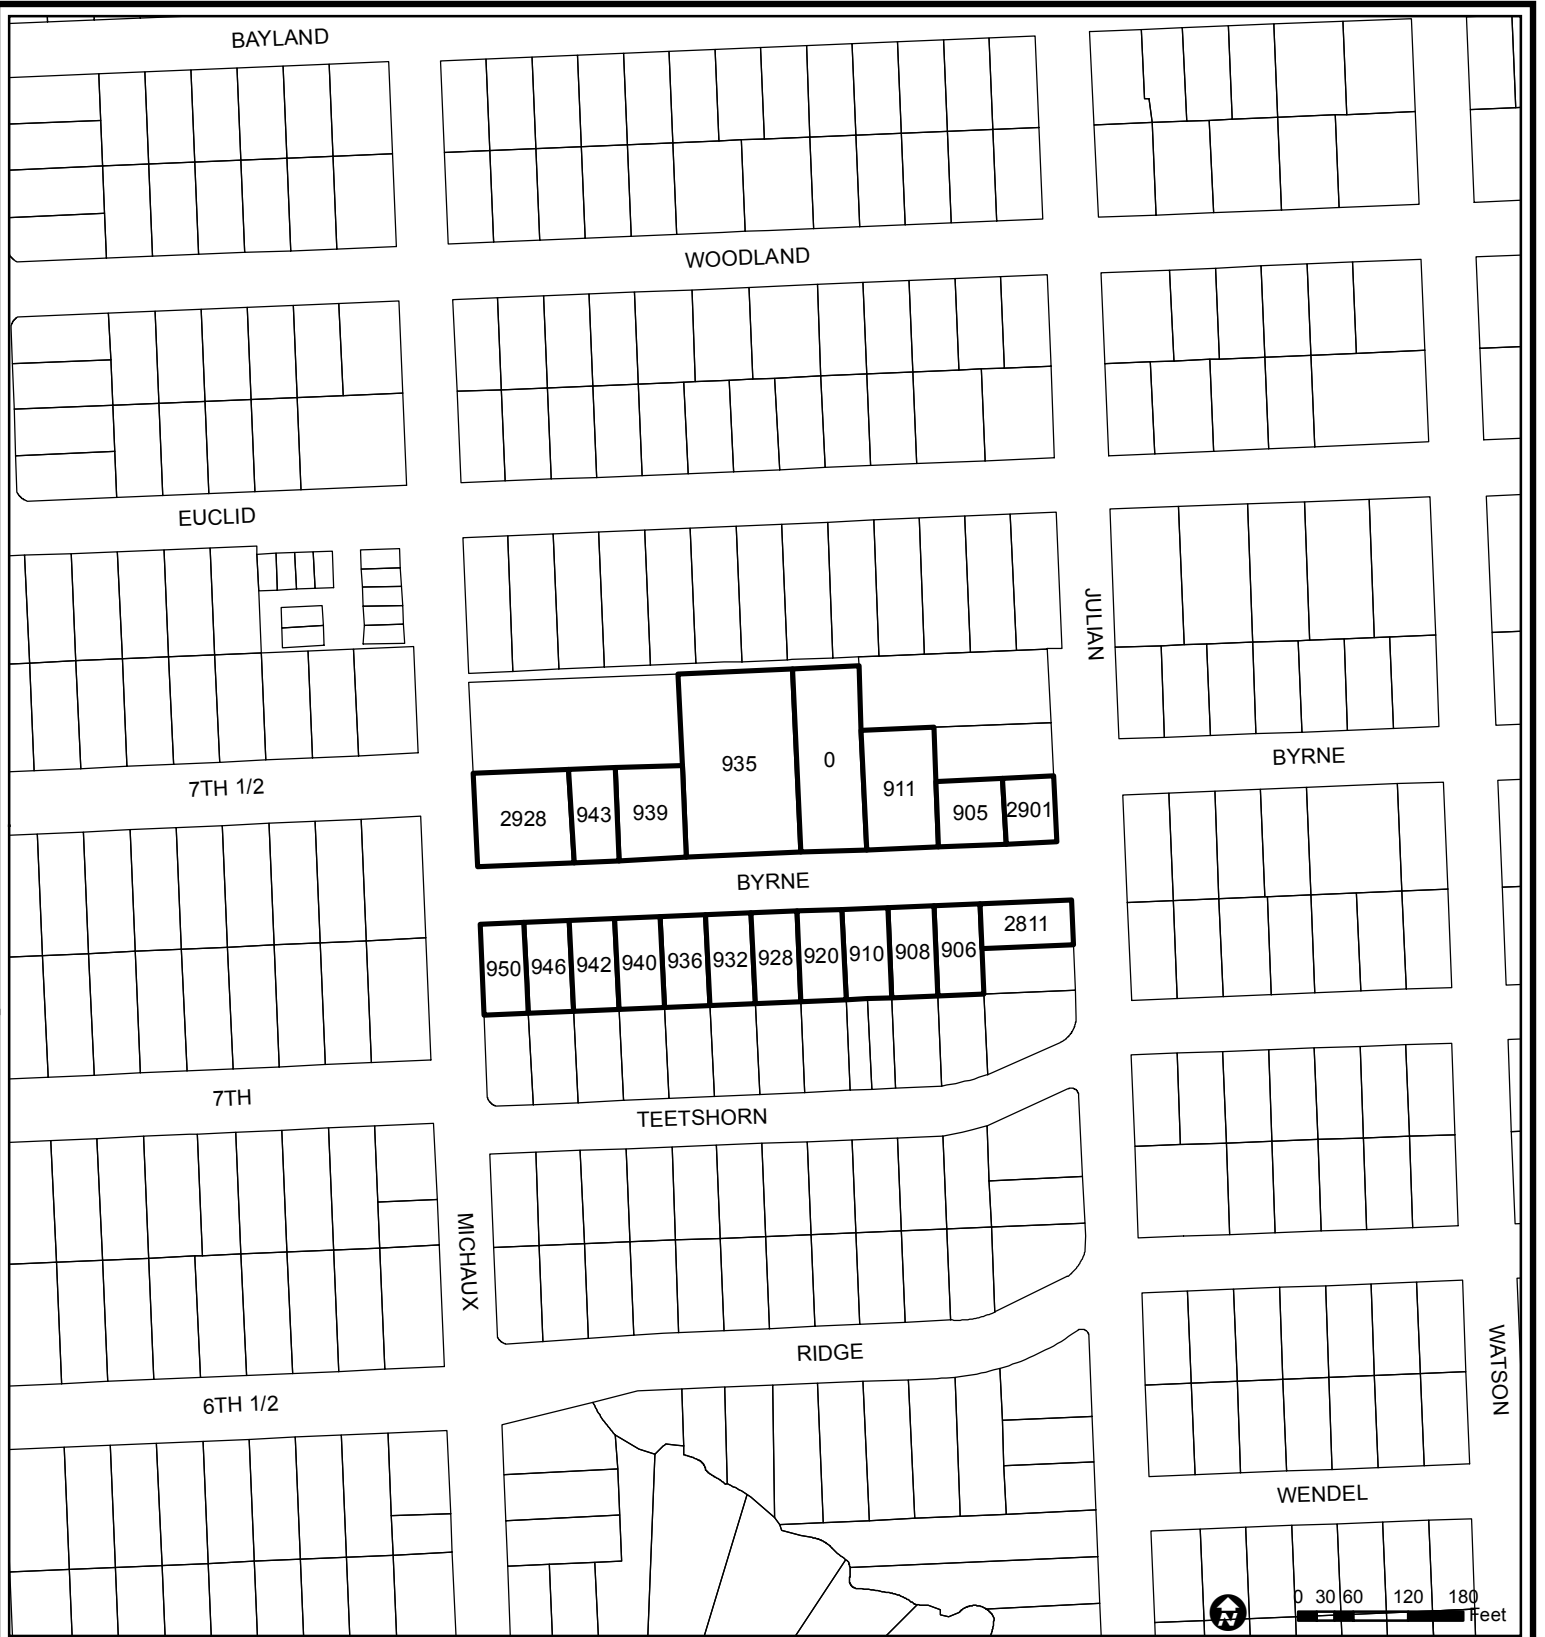 BAYLAND
WOODLAND
EUCLID
JULIAN
BYRNE
7TH 1/2
935
0
911
2928
943
939
905
2901
BYRNE
2811
950
946
942
940
936
932
928
920
910
908
906
7TH
TEETSHORN
MICHAUX
RIDGE
WATSON
6TH 1/2
WENDEL
N
0 30 60 120 180
Feet